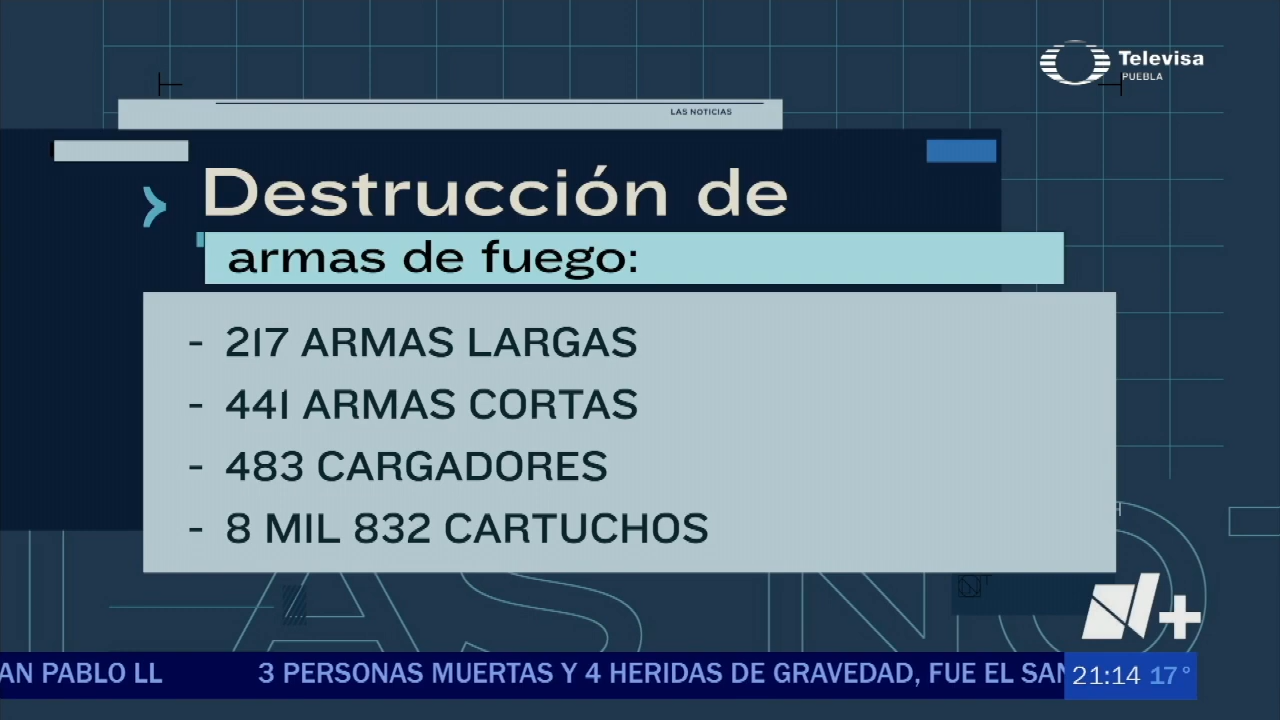 Televisa
PUEBLA
LAS NOTICIAS
Destrucción de
armas de fuego:
- 217 ARMAS LARGAS
- 441 ARMAS CORTAS
- 483 CARGADORES
- 8 MIL 832 CARTUCHOS
AN PABLO LL 3 PERSONAS MUERTAS Y 4 HERIDAS DE GRAVEDAD, FUE EL SAN
21:14 17°